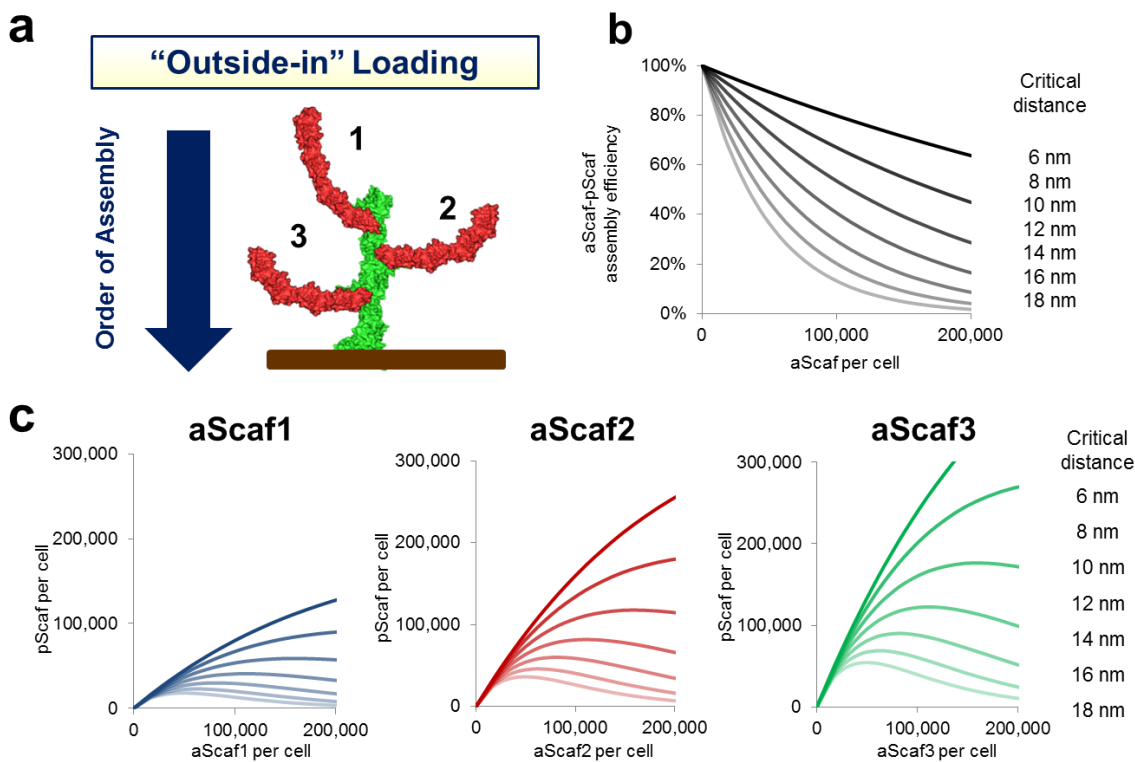 a
“Outside-in” Loading
Order of Assembly
1
2
3
b
aScaf-pScaf
assembly efficiency
100%
80%
60%
40%
20%
0%
0
100,000
200,000
aScaf per cell
Critical
distance
6 nm
8 nm
10 nm
12 nm
14 nm
16 nm
18 nm
c
aScaf1
pScaf per cell
300,000
200,000
100,000
0
0
100,000
200,000
aScaf1 per cell
aScaf2
pScaf per cell
300,000
200,000
100,000
0
0
100,000
200,000
aScaf2 per cell
aScaf3
pScaf per cell
300,000
200,000
100,000
0
0
100,000
200,000
aScaf3 per cell
Critical
distance
6 nm
8 nm
10 nm
12 nm
14 nm
16 nm
18 nm